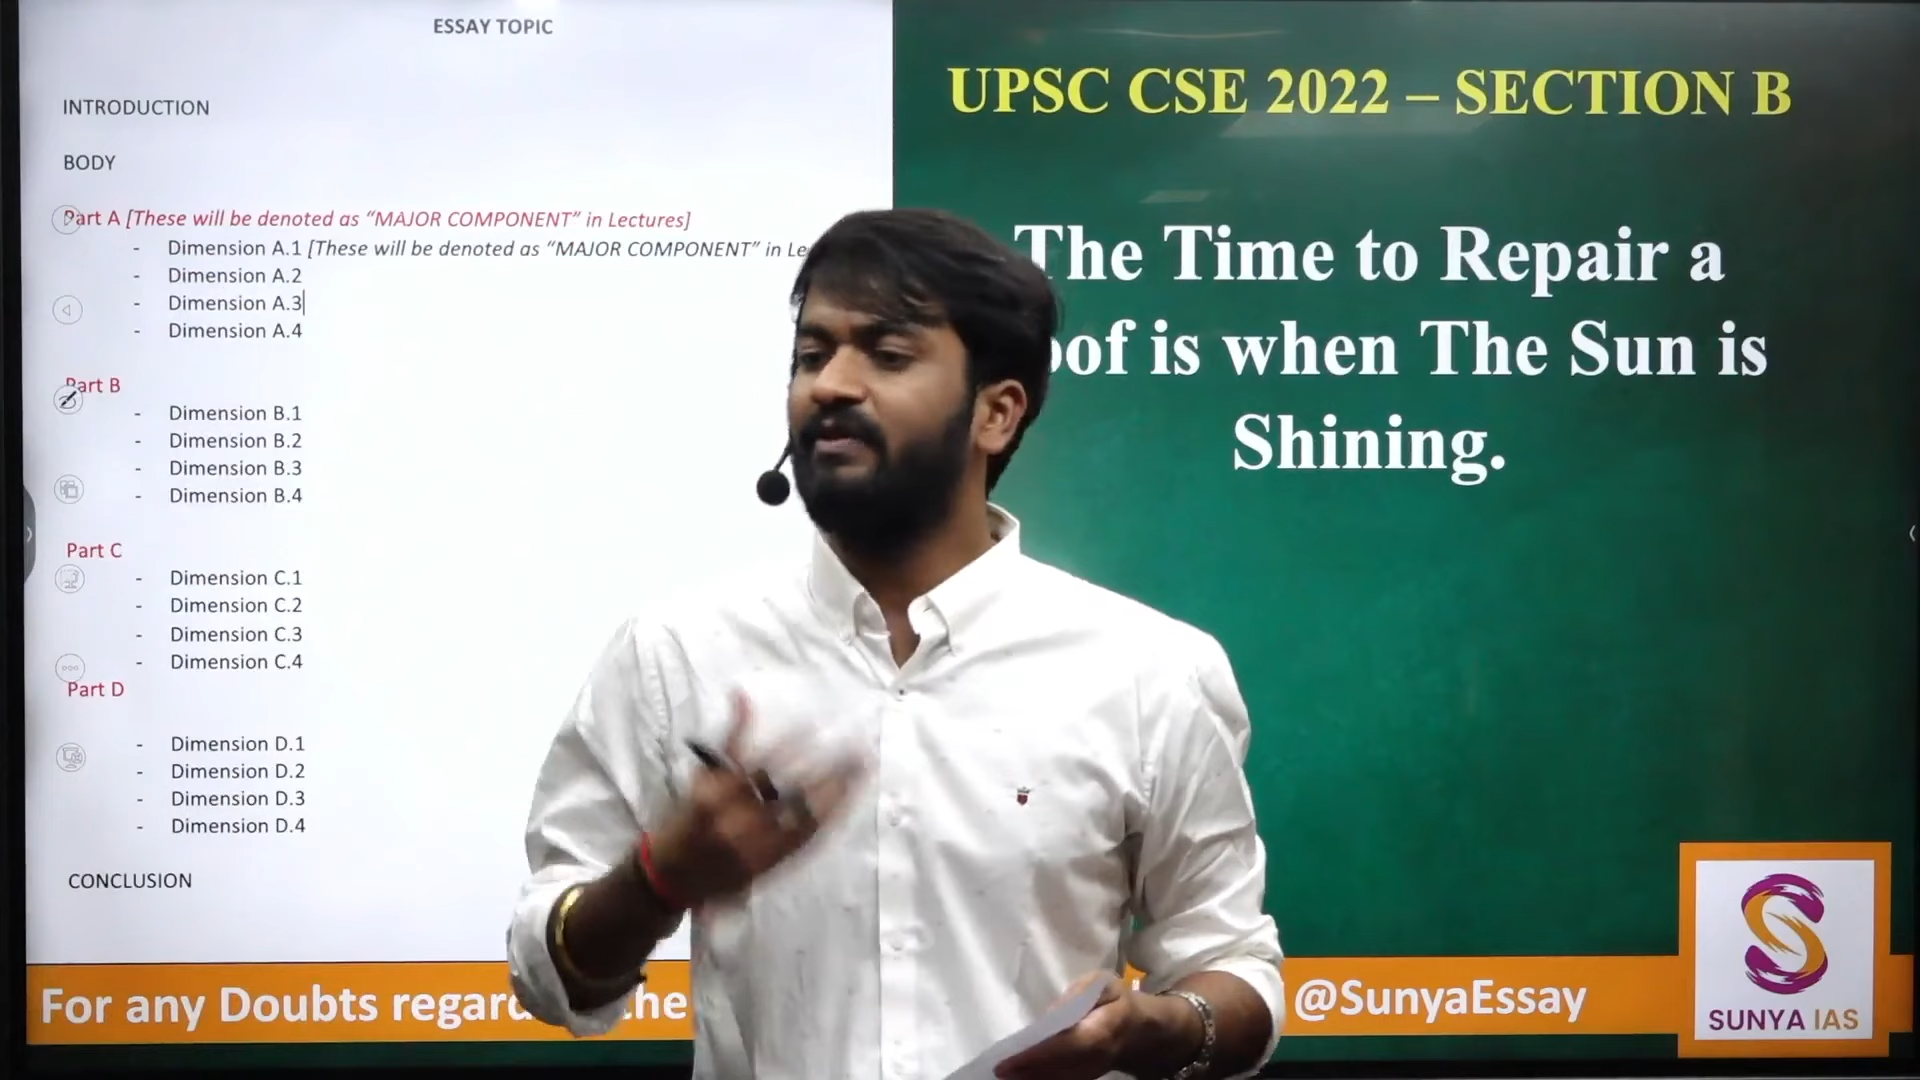 ESSAY TOPIC
INTRODUCTION
BODY
Part A [These will be denoted as “MAJOR COMPONENT” in Lectures]
- Dimension A.1 [These will be denoted as “MAJOR COMPONENT” in
- Dimension A.2
- Dimension A.3
- Dimension A.4
Part B
- Dimension B.1
- Dimension B.2
- Dimension B.3
- Dimension B.4
Part C
- Dimension C.1
- Dimension C.2
- Dimension C.3
- Dimension C.4
Part D
- Dimension D.1
- Dimension D.2
- Dimension D.3
- Dimension D.4
CONCLUSION
UPSC CSE 2022 – SECTION B
The Time to Repair a
is when The Sun is
Shining.
For any Doubts @SunyaEssay
SUNYA IAS